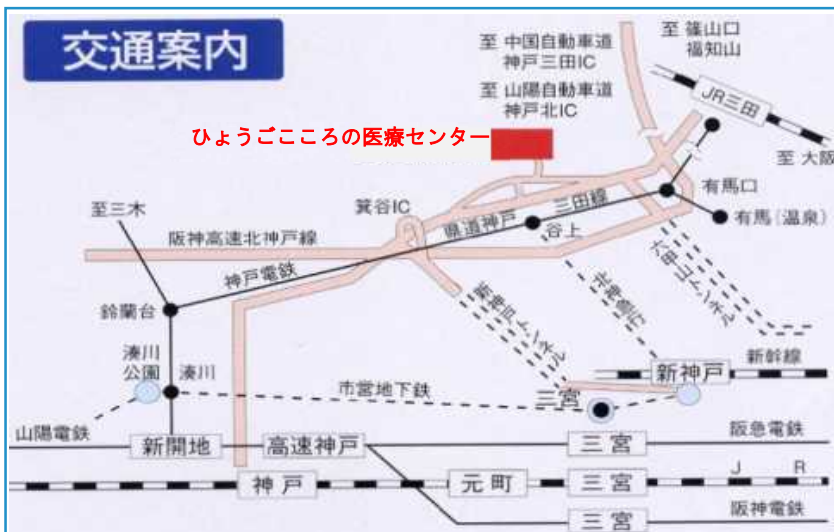 交通案内
至 中国自動車道
神戸三田IC
至 山陽自動車道
神戸北IC
至 篠山口
福知山
JR三田
至 大阪
ひょうごこころの医療センター
有馬口
有馬(温泉)
至三木
箕谷IC
阪神高速北神戸線
神戸電鉄
県道神戸
三田線
谷上
六甲山トンネル
北神急行
新神戸トンネル
鈴蘭台
湊川
公園
湊川
市営地下鉄
三宮
新神戸
新幹線
山陽電鉄
新開地
高速神戸
三宮
阪急電鉄
神戸
元町
三宮
J R
三宮
阪神電鉄